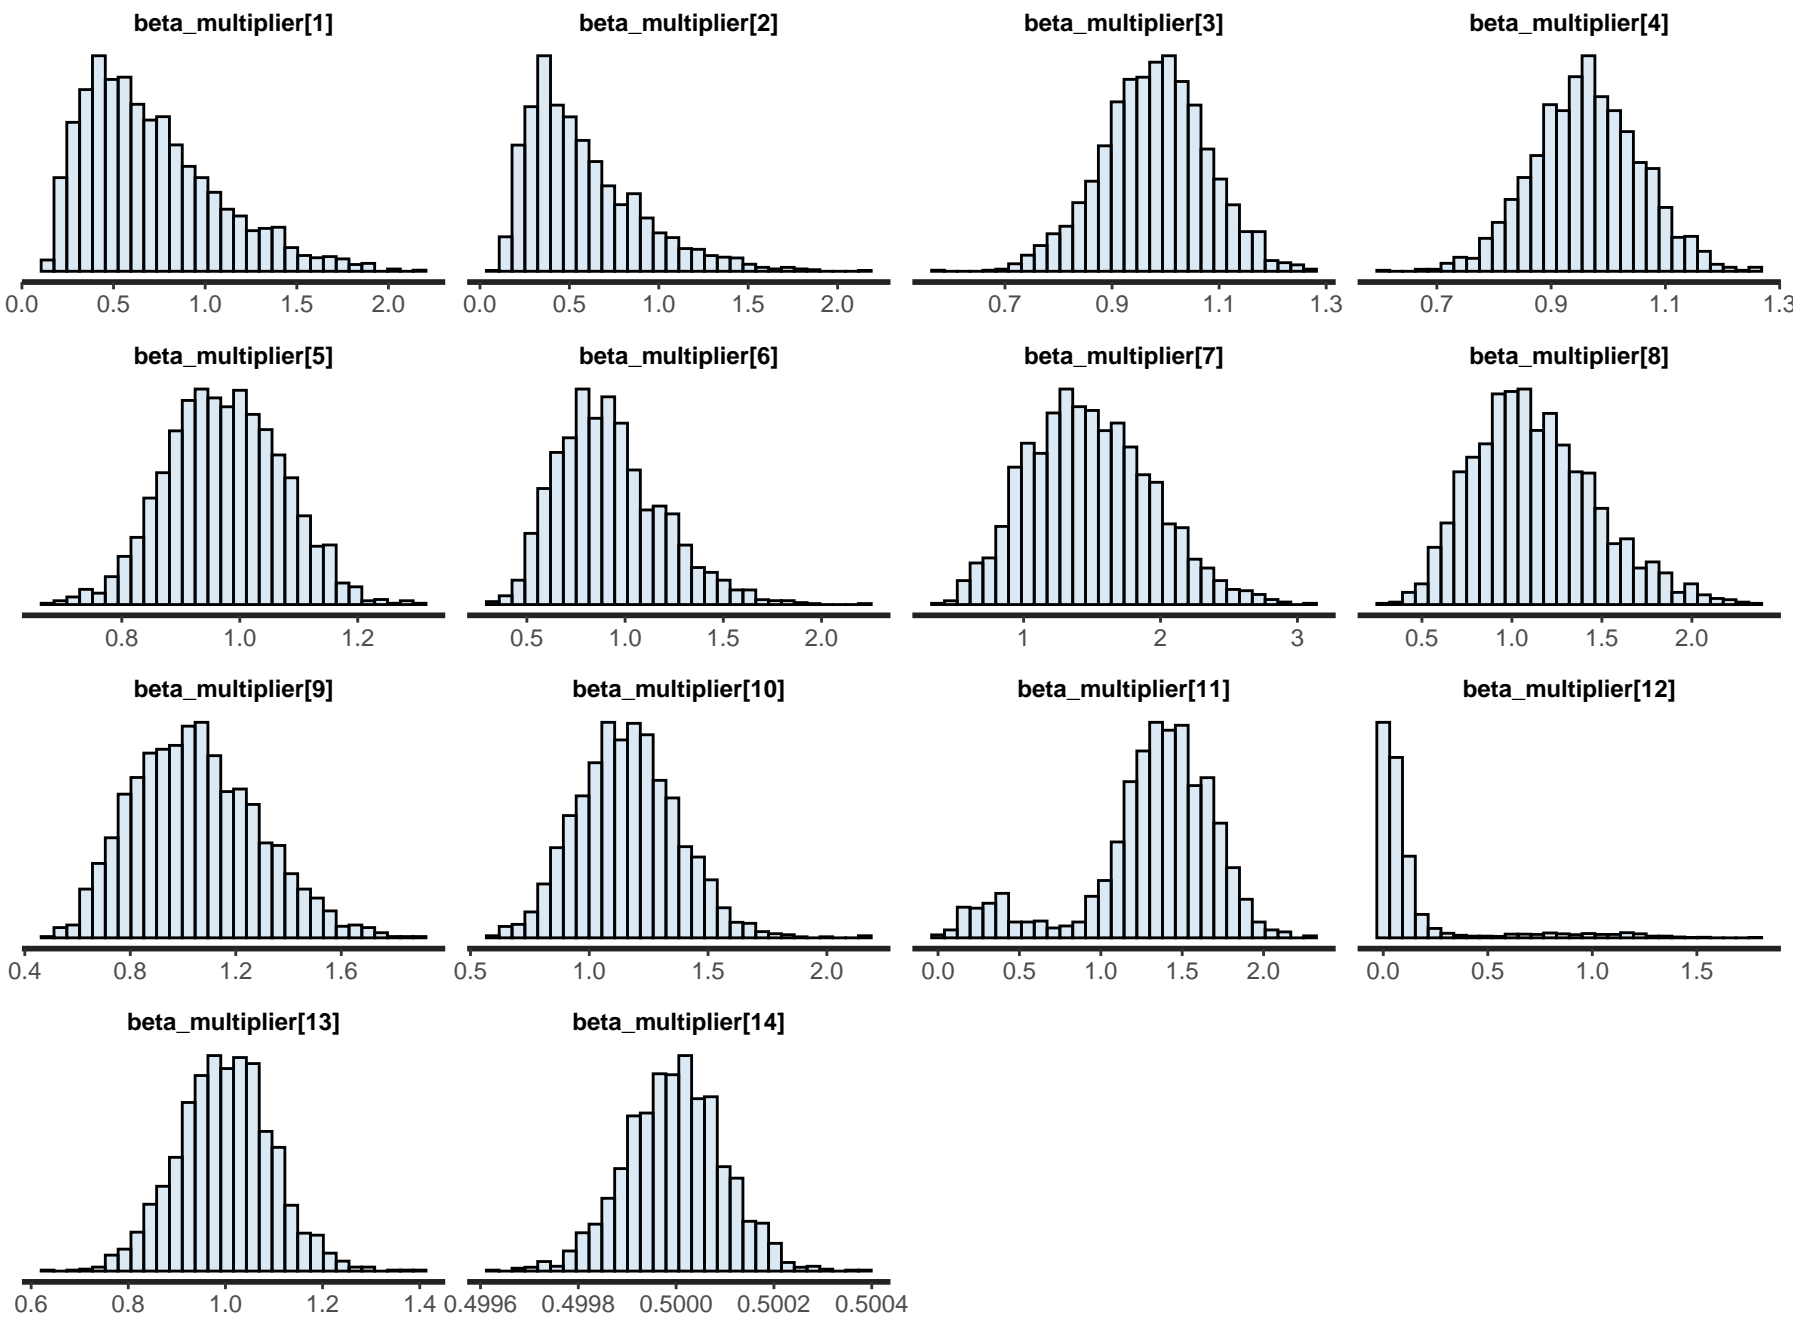 beta_multiplier[1] beta_multiplier[2] beta_multiplier[3] beta_multiplier[4]
0.0 0.5 1.0 1.5 2.0 0.0 0.5 1.0 1.5 2.0 0.7 0.9 1.1 1.3 0.7 0.9 1.1 1.3
beta_multiplier[5] beta_multiplier[6] beta_multiplier[7] beta_multiplier[8]
0.8 1.0 1.2 0.5 1.0 1.5 2.0 1 2 3 0.5 1.0 1.5 2.0
beta_multiplier[9] beta_multiplier[10] beta_multiplier[11] beta_multiplier[12]
0.4 0.8 1.2 1.6 0.5 1.0 1.5 2.0 0.0 0.5 1.0 1.5 2.0 0.0 0.5 1.0 1.5
beta_multiplier[13] beta_multiplier[14]
0.6 0.8 1.0 1.2 1.4 0.4996 0.4998 0.5000 0.5002 0.5004